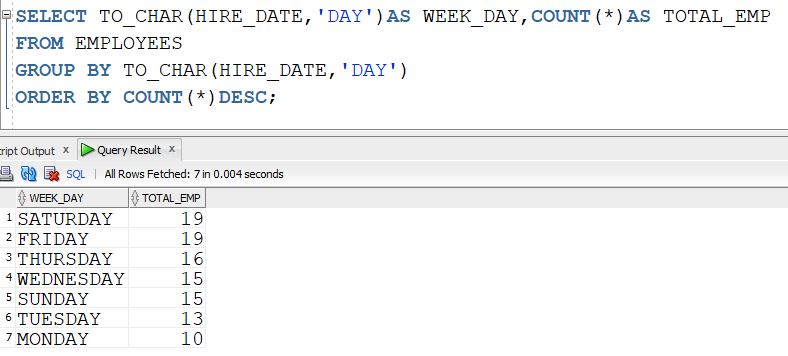 SELECT TO_CHAR(HIRE_DATE,'DAY')AS WEEK_DAY,COUNT(*)AS TOTAL_EMP
FROM EMPLOYEES
GROUP BY TO_CHAR(HIRE_DATE,'DAY')
ORDER BY COUNT(*)DESC;
ript Output x Query Result x
SQL | All Rows Fetched: 7 in 0.004 seconds
WEEK_DAY TOTAL_EMP
1 SATURDAY 19
2 FRIDAY 19
3 THURSDAY 16
4 WEDNESDAY 15
5 SUNDAY 15
6 TUESDAY 13
7 MONDAY 10